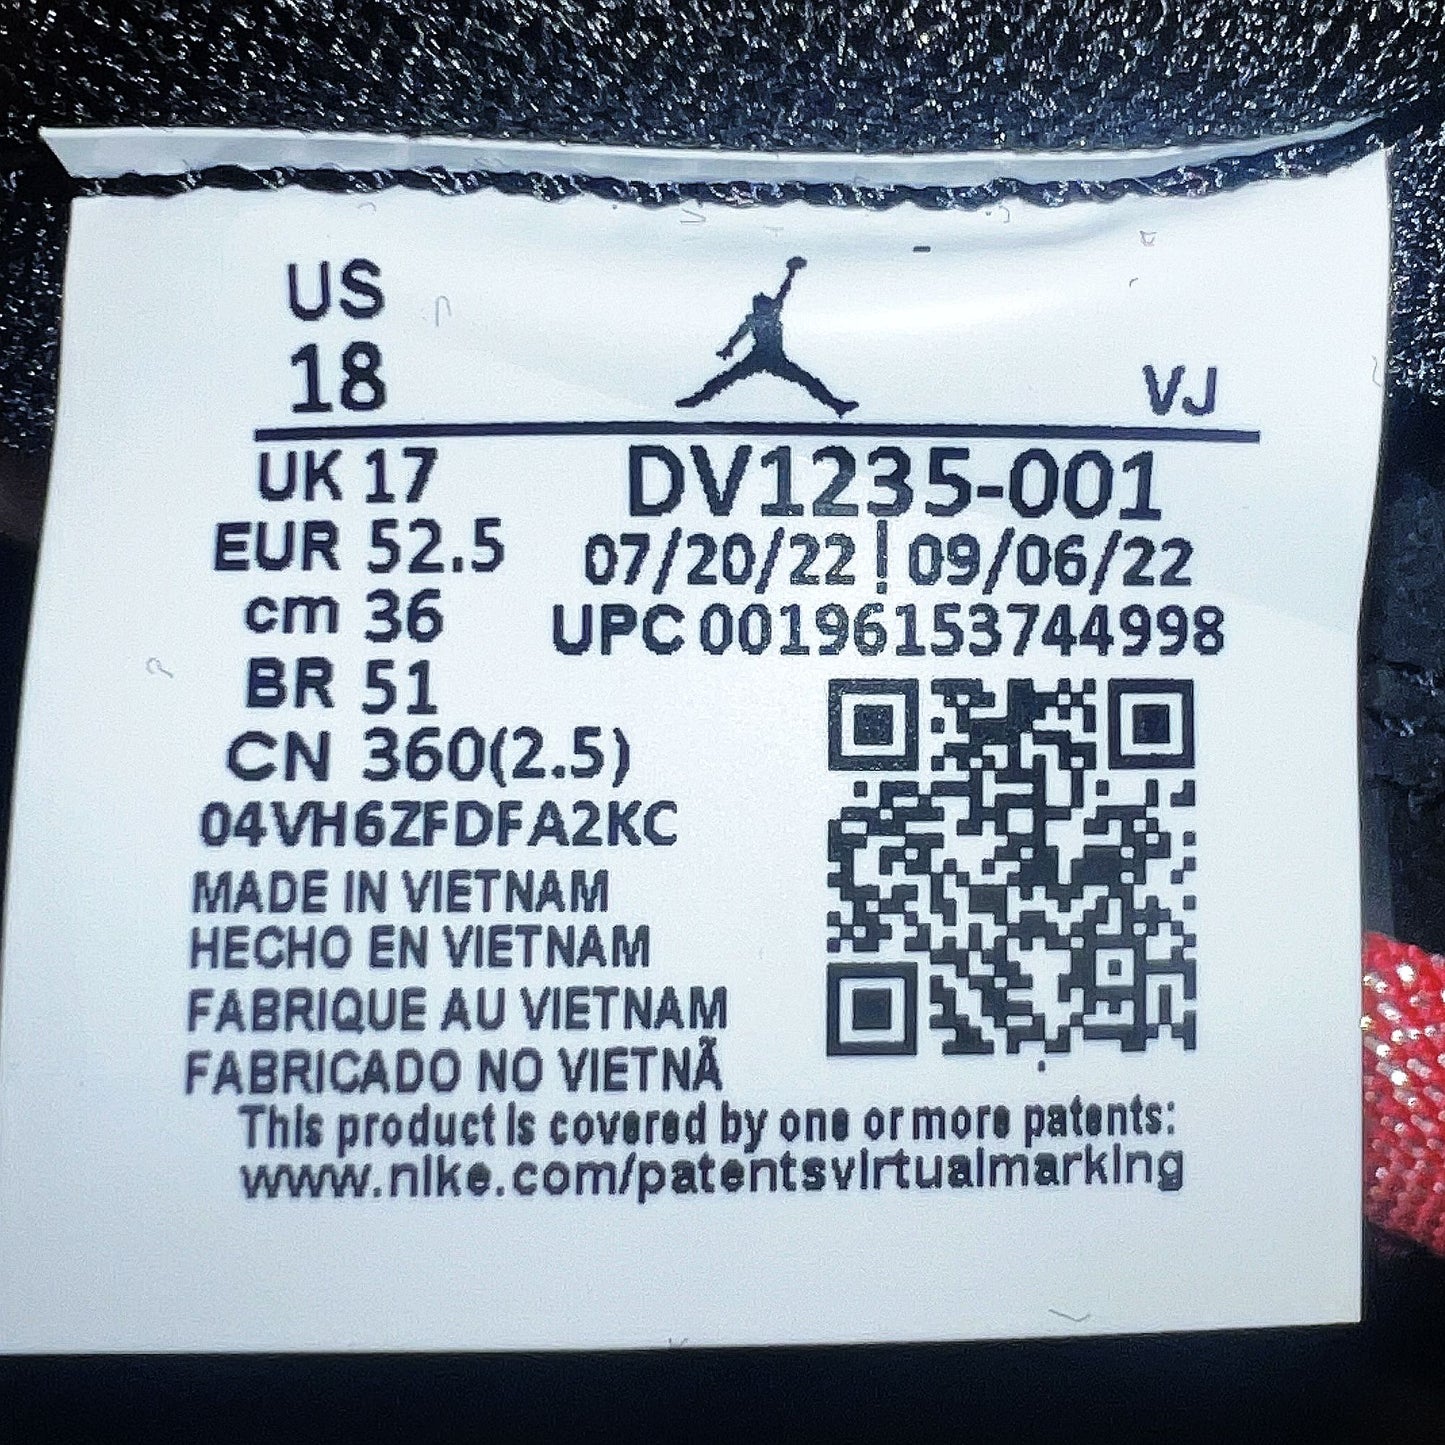 US
18
VJ
UK 17
DV1235-001
EUR 52.5
07/20/22 | 09/06/22
cm 36
UPC 00196153744998
BR 51
CN 360(2.5)
04VH6ZFDFA2KC
MADE IN VIETNAM
HECHO EN VIETNAM
FABRIQUE AU VIETNAM
FABRICADO NO VIETNÃ
This product is covered by one or more patents:
www.nike.com/patentsvirtualmarking